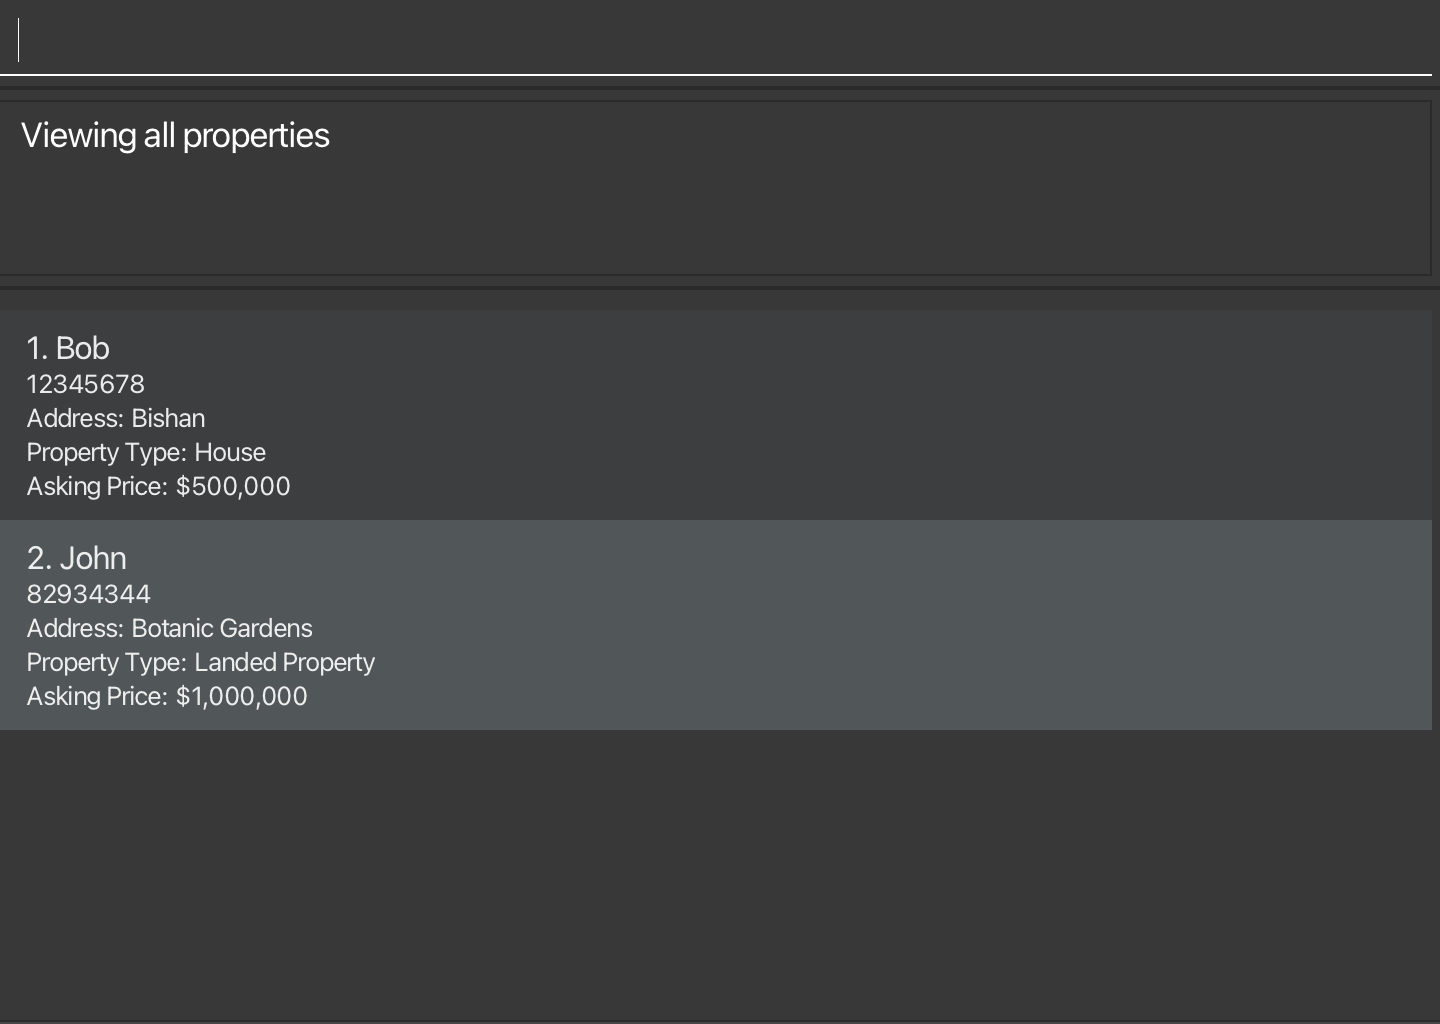 Viewing all properties
1. Bob
12345678
Address: Bishan
Property Type: House
Asking Price: $500,000
2. John
82934344
Address: Botanic Gardens
Property Type: Landed Property
Asking Price: $1,000,000